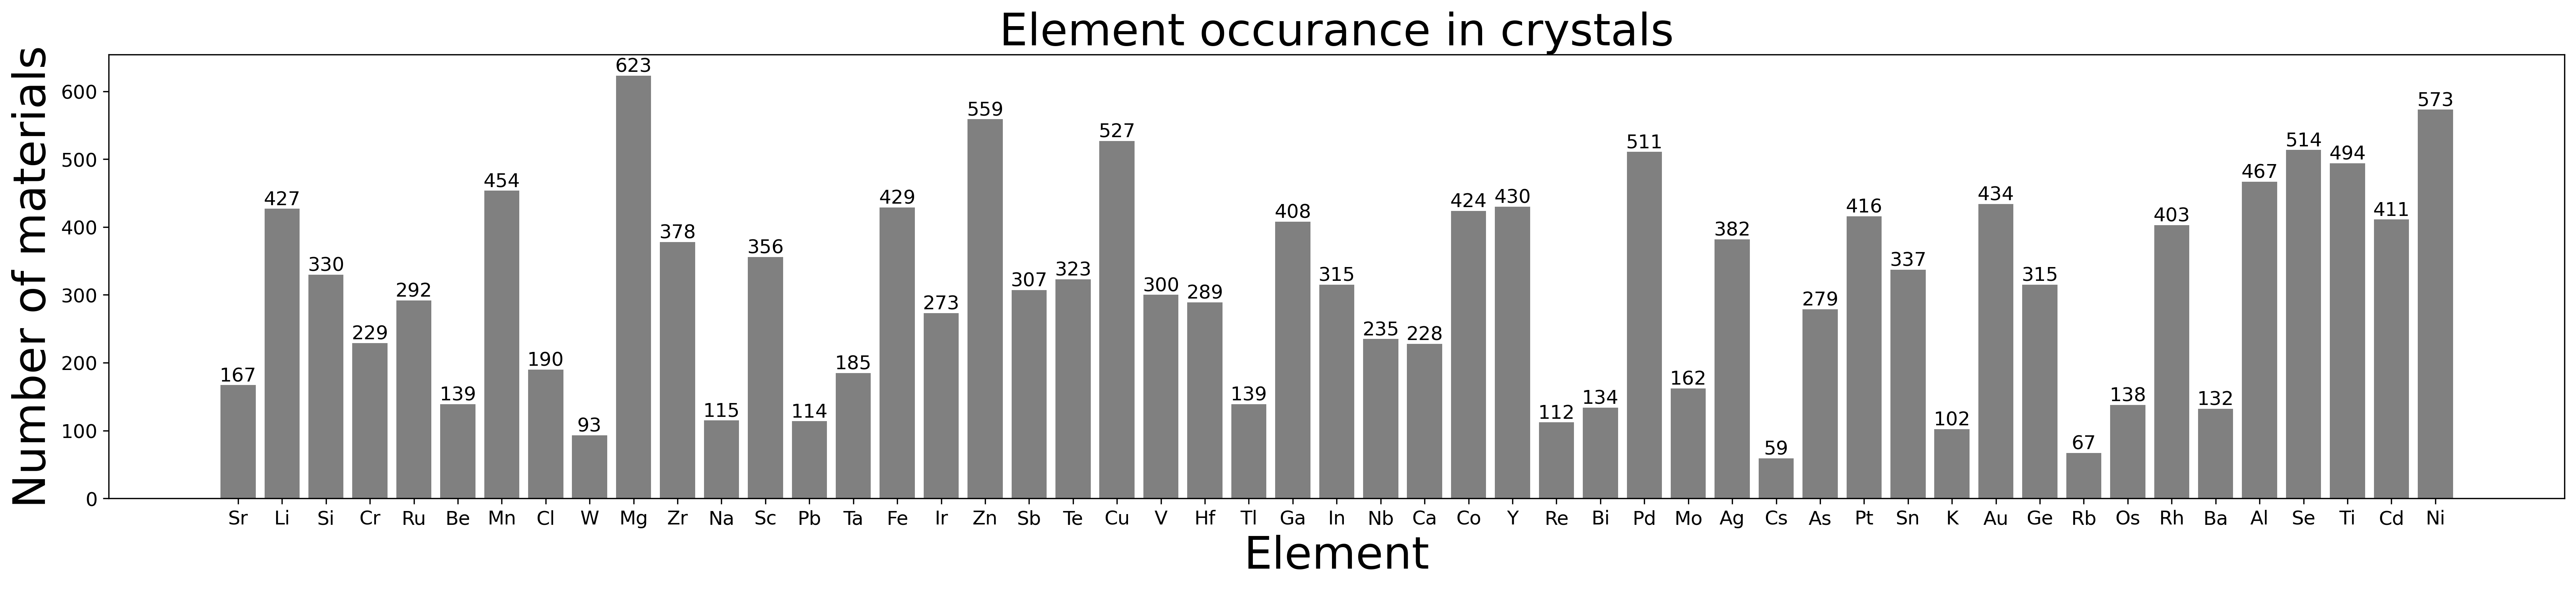 Element occurance in crystals
Number of materials
600
500
400
300
200
100
0
167 427 330 229 292 139 454 190 93 623 378 115 356 114 185 429 273 559 307 323 527 300 289 139 408 315 235 228 424 430 112 134 511 162 382 59 279 416 337 102 434 315 67 138 403 132 467 514 494 411 573
Sr Li Si Cr Ru Be Mn Cl W Mg Zr Na Sc Pb Ta Fe Ir Zn Sb Te Cu V Hf Tl Ga In Nb Ca Co Y Re Bi Pd Mo Ag Cs As Pt Sn K Au Ge Rb Os Rh Ba Al Se Ti Cd Ni
Element